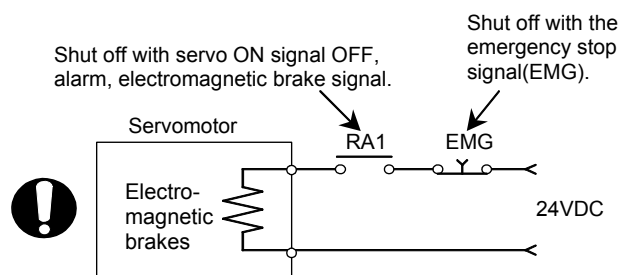 Shut off with the
emergency stop
signal(EMG).
Shut off with servo ON signal OFF,
alarm, electromagnetic brake signal.
Servomotor
RA1
EMG
Electro-
magnetic
brakes
24VDC